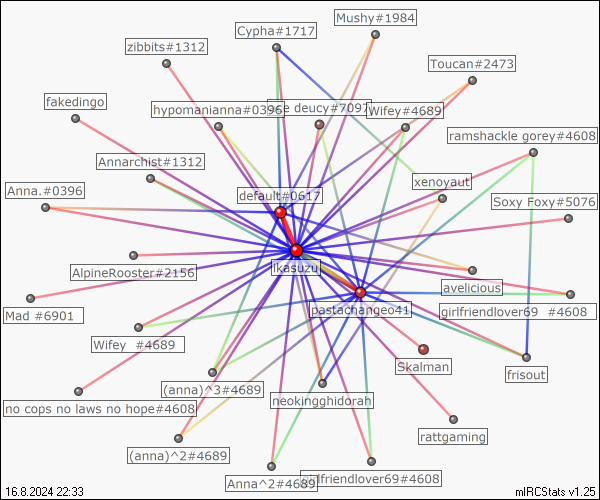 Mushy#1984
Cypha#1717
zibbits#1312
Toucan#2473
fakedingo
hypomanianna#0396
e deucy#7091
Wifey#4689
ramshackle gorey#4608
Annarchist#1312
xenoyaut
Anna.#0396
default#0617
Soxy Foxy#5076
ikasuzu
AlpineRooster#2156
avelicious
Mad #6901
pastachangeo41
girlfriendlover69 #4608
Wifey #4689
Skalman
frisout
(anna)^3#4689
no cops no laws no hope#4608
neokingghidorah
rattgaming
(anna)^2#4689
Anna^2#4689
girlfriendlover69#4608
16.8.2024 22:33
mIRCStats v1.25